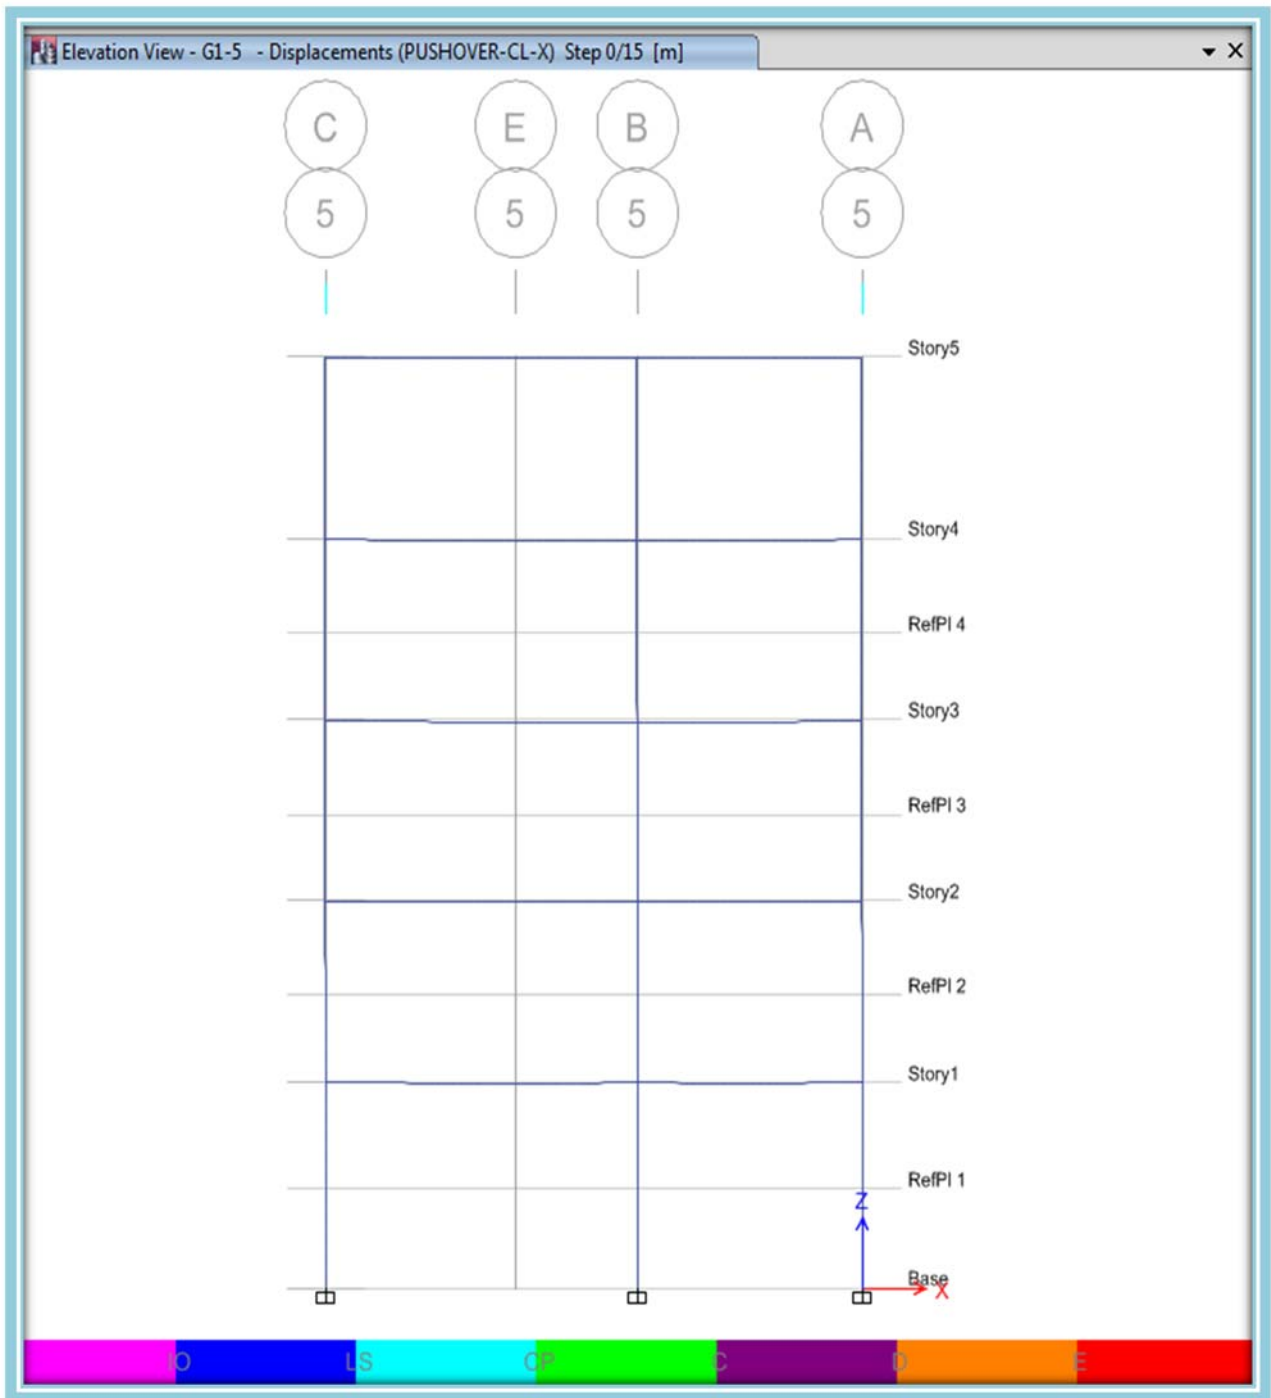 Elevation View - G1-5 - Displacements (PUSHOVER-CL-X) Step 0/15 [m]
C E B A
5 5 5 5
Story5
Story4
RefPl 4
Story3
RefPl 3
Story2
RefPl 2
Story1
RefPl 1
Z
Base
X
IO LS CP C D E